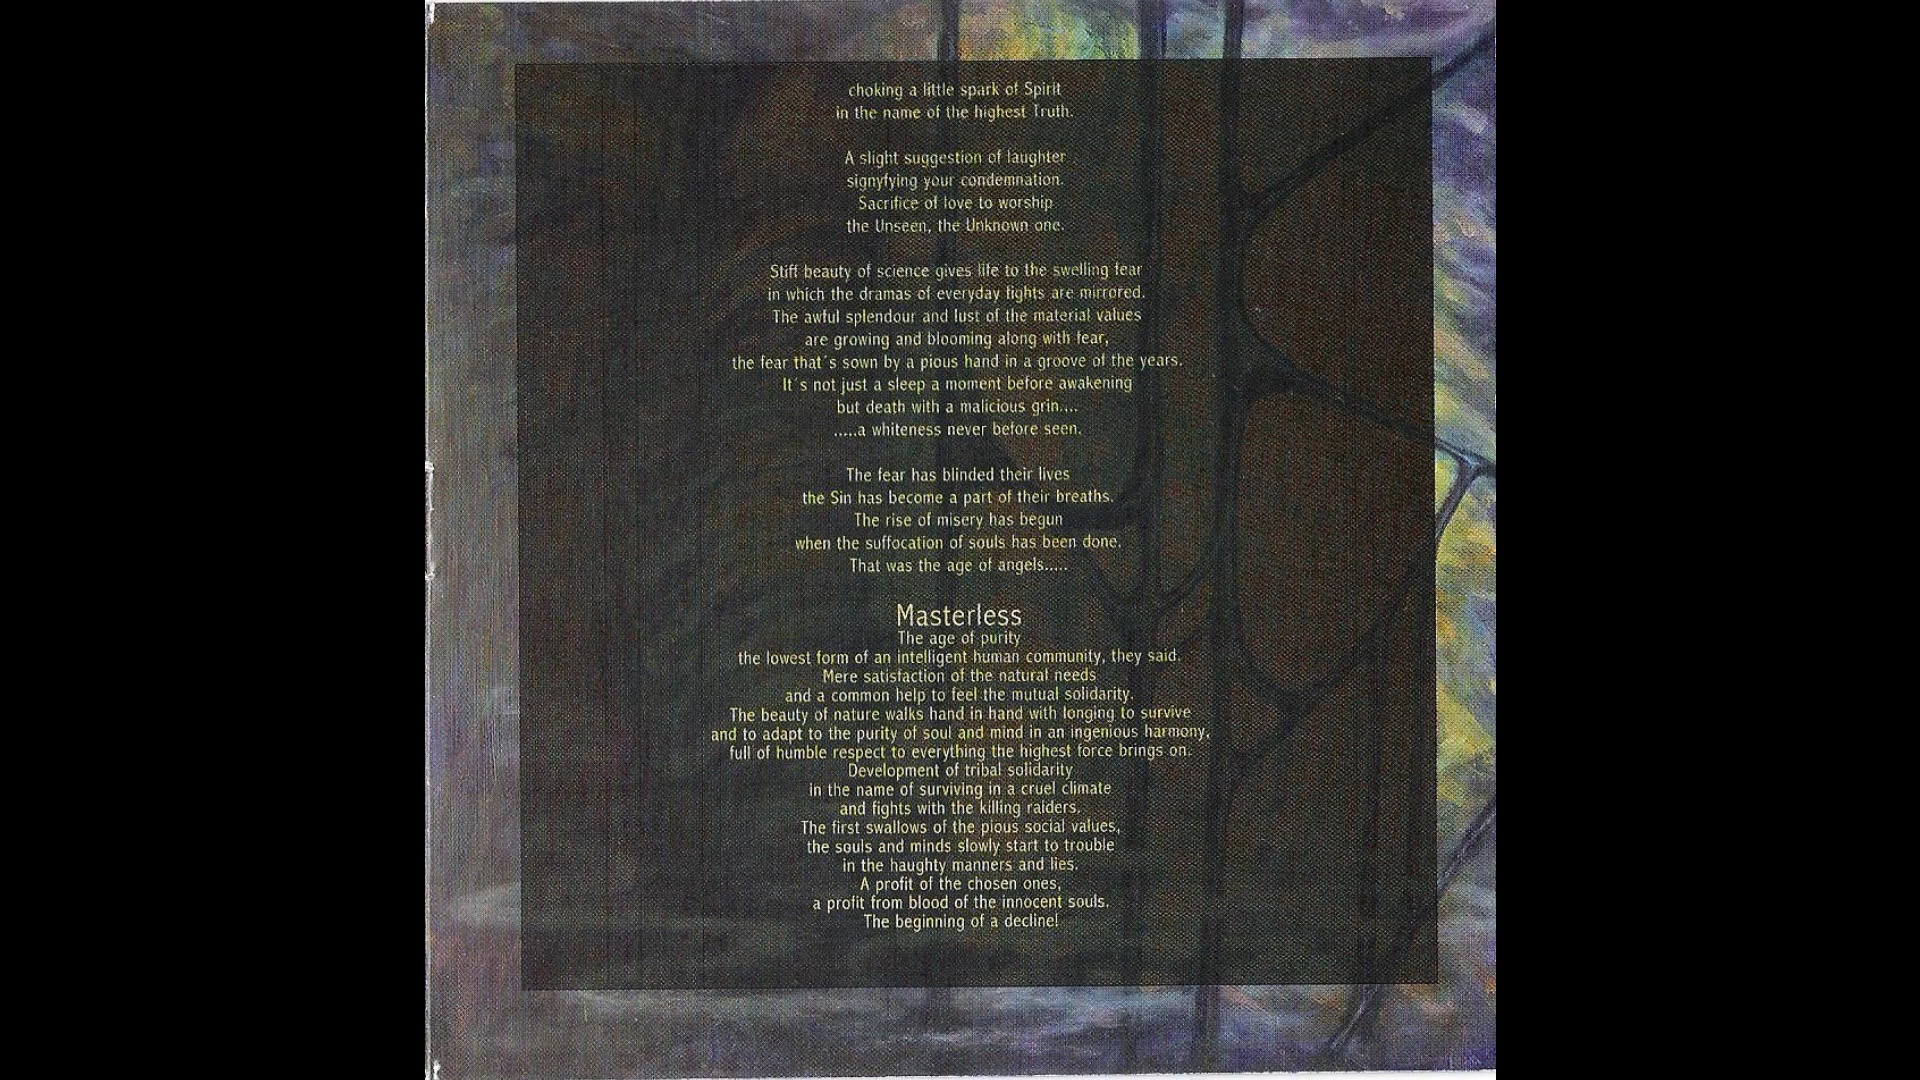 choking a little spark of Spirit
in the name of the highest Truth.
A slight suggestion of laughter
signyfying your condemnation.
Sacrifice of love to worship
the Unseen, the Unknown one.
Stiff beauty of science gives life to the swelling fear
in which the dramas of everyday fights are mirrored.
The awful splendour and lust of the material values
are growing and blooming along with fear,
the fear that´s sown by a pious hand in a groove of the years.
It´s not just a sleep a moment before awakening
but death with a malicious grin....
.....a whiteness never before seen.
The fear has blinded their lives
the Sin has become a part of their breaths.
The rise of misery has begun
when the suffocation of souls has been done.
That was the age of angels.....
Masterless
The age of purity
the lowest form of an intelligent human community, they said.
Mere satisfaction of the natural needs
and a common help to feel the mutual solidarity.
The beauty of nature walks hand in hand with longing to survive
and to adapt to the purity of soul and mind in an ingenious harmony,
full of humble respect to everything the highest force brings on.
Development of tribal solidarity
in the name of surviving in a cruel climate
and fights with the killing raiders.
The first swallows of the pious social values,
the souls and minds slowly start to trouble
in the haughty manners and lies.
A profit of the chosen ones,
a profit from blood of the innocent souls.
The beginning of a decline!